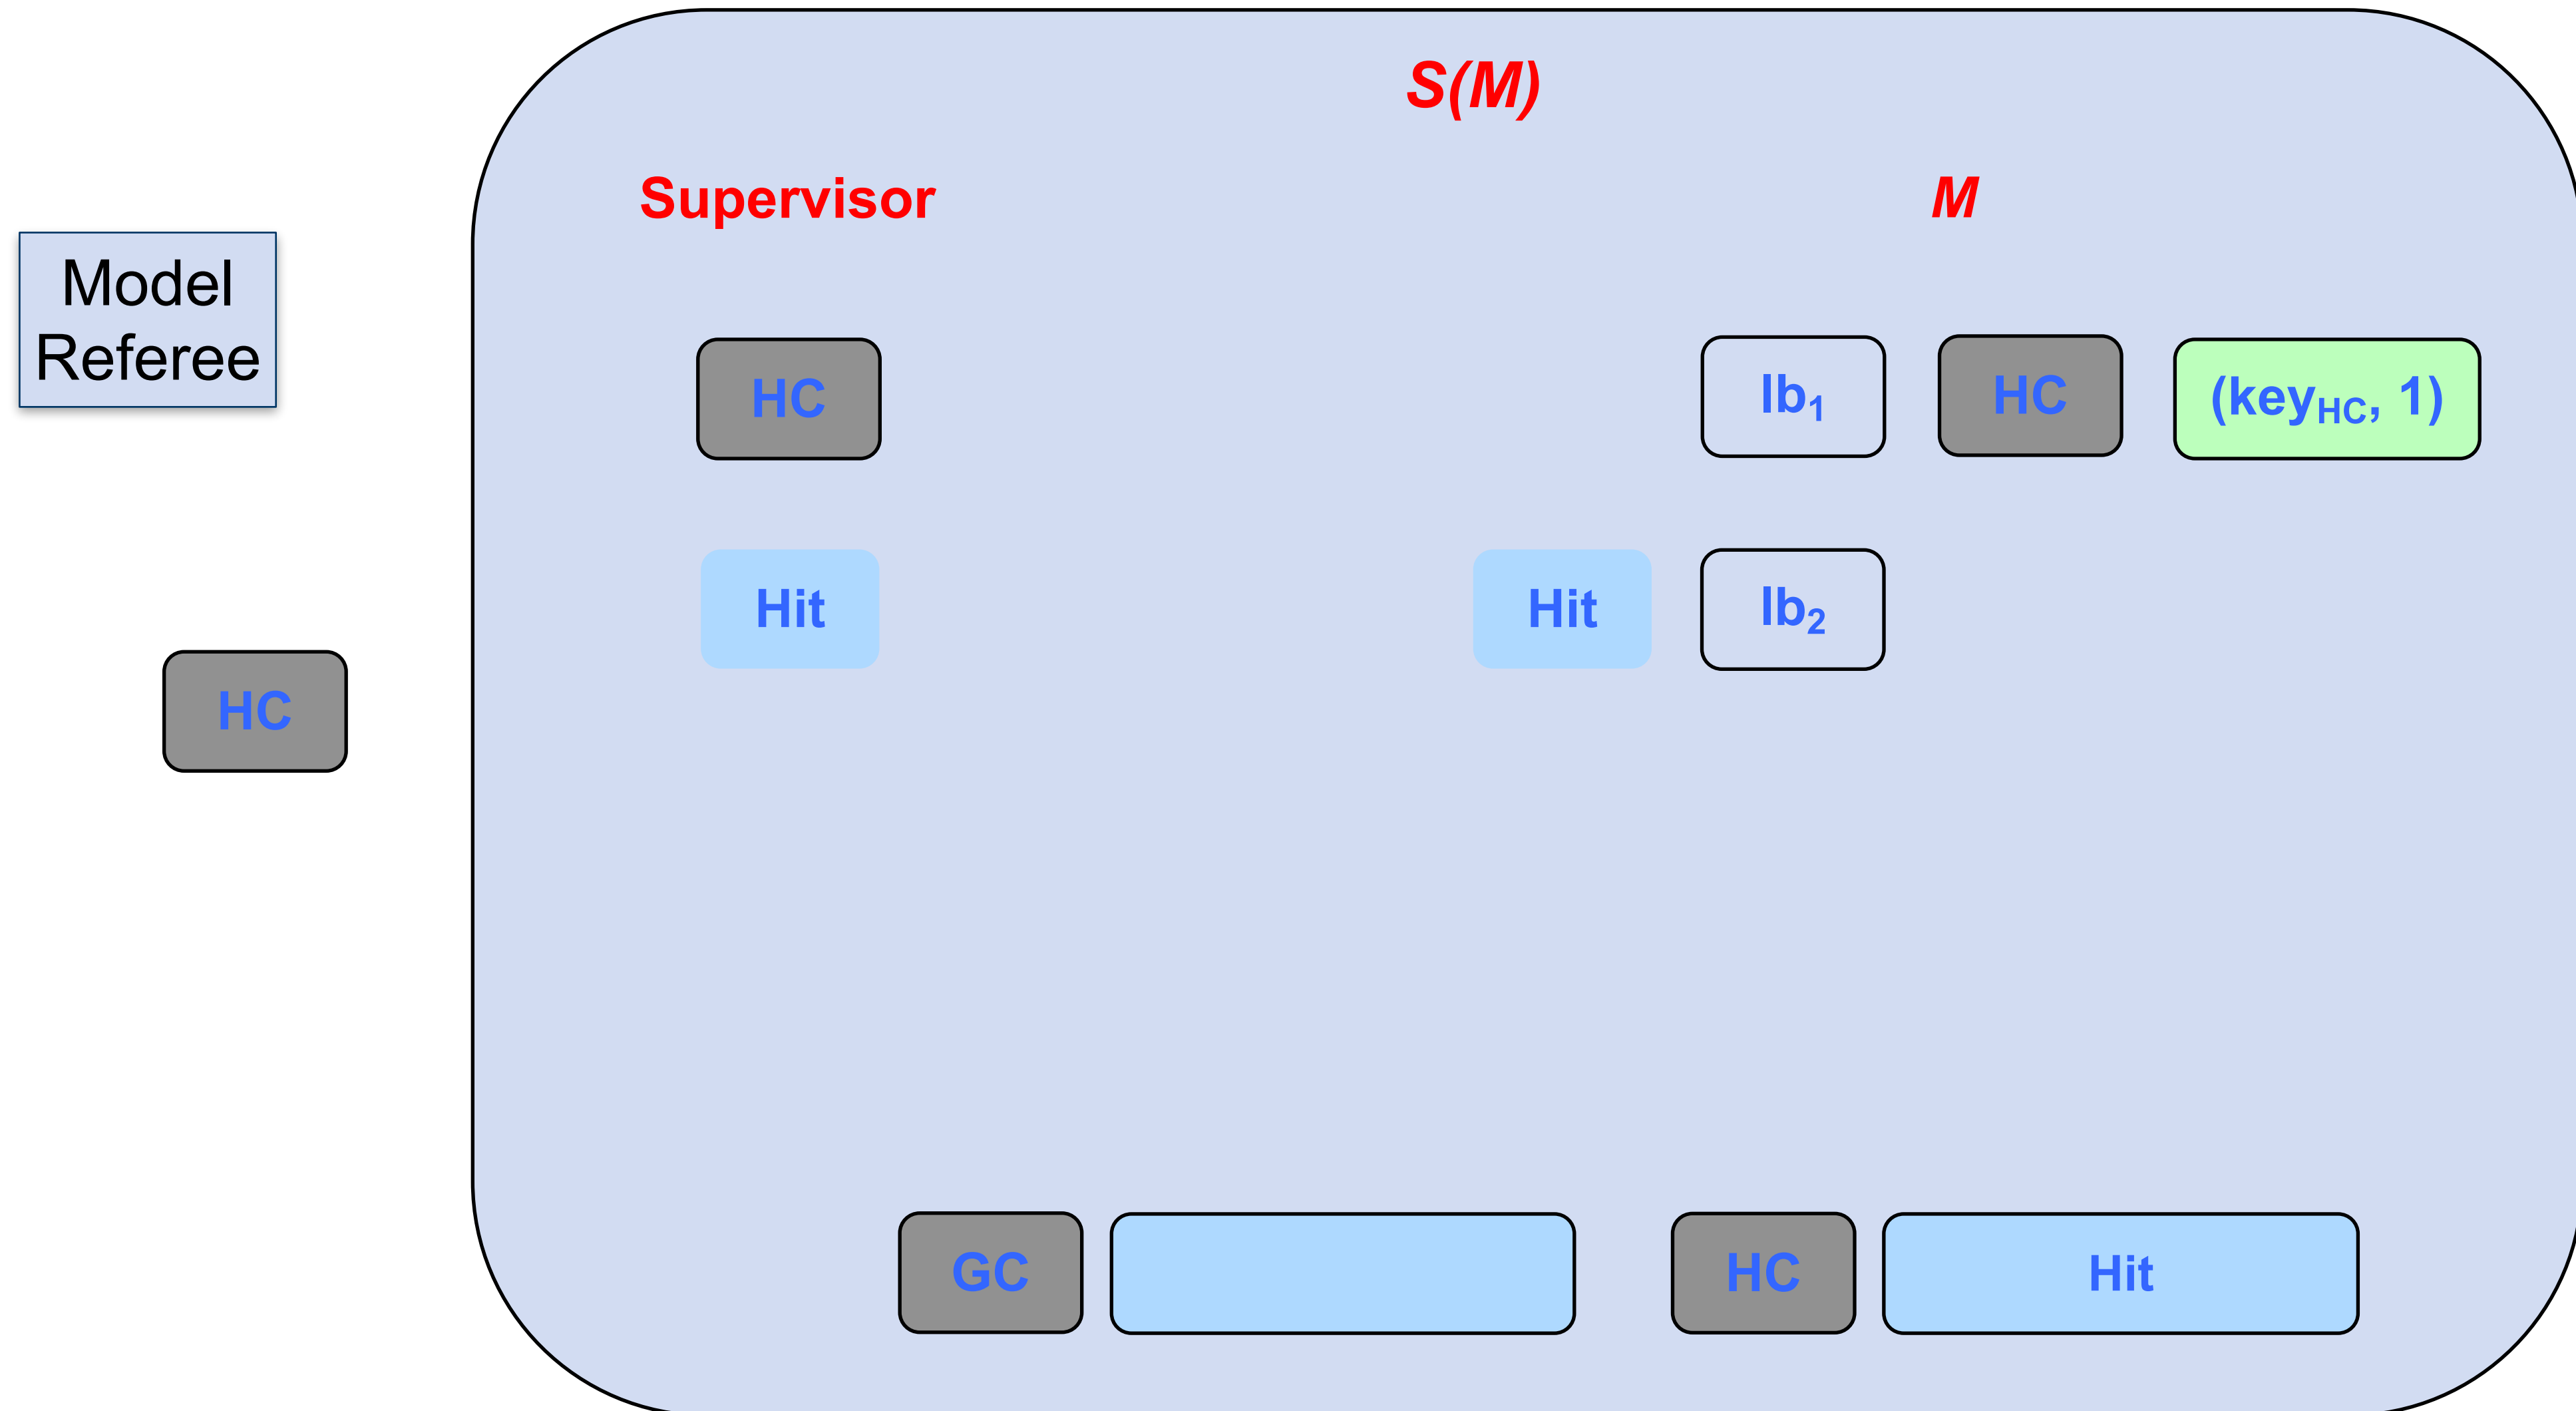 S(M)
Supervisor
M
Model
Referee
HC
lb₁
HC
(key_HC, 1)
Hit
Hit
lb₂
HC
GC
HC
Hit